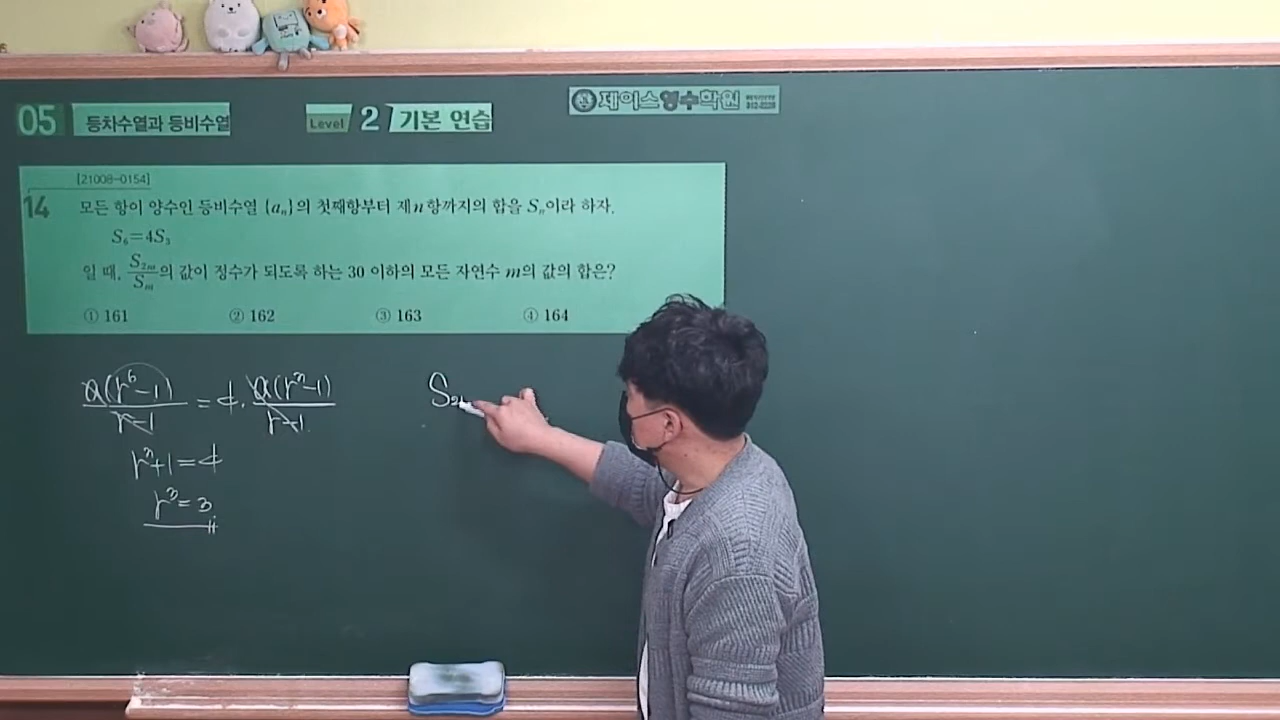 05 등차수열과 등비수열
Level 2 기본 연습
제이스영수학원
[21008-0154]
14 모든 항이 양수인 등비수열 {aₙ}의 첫째항부터 제n항까지의 합을 Sₙ이라 하자.
S₆=4S₃
일 때, S₂ₘ/Sₘ의 값이 정수가 되도록 하는 30 이하의 모든 자연수 m의 값의 합은?
① 161 ② 162 ③ 163 ④ 164
a(r⁶-1)/r-1 = 4· a(r³-1)/r-1
r³+1=4
r³=3
S₂